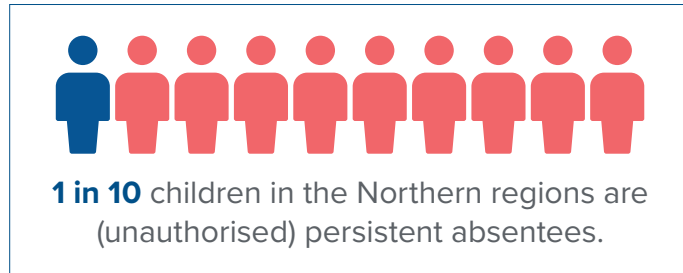 1 in 10 children in the Northern regions are
(unauthorised) persistent absentees.